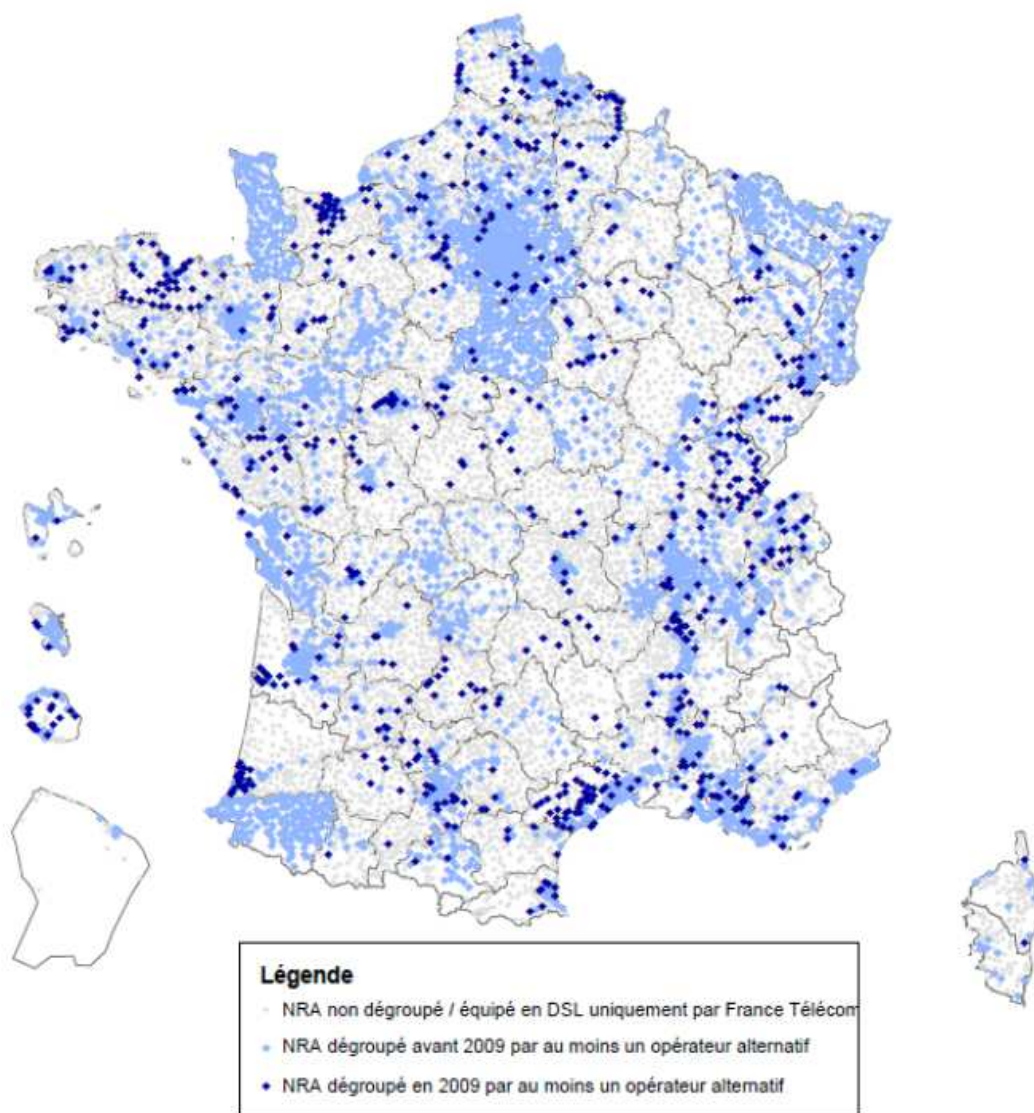 Légende
NRA non dégroupé / équipé en DSL uniquement par France Télécom
NRA dégroupé avant 2009 par au moins un opérateur alternatif
NRA dégroupé en 2009 par au moins un opérateur alternatif